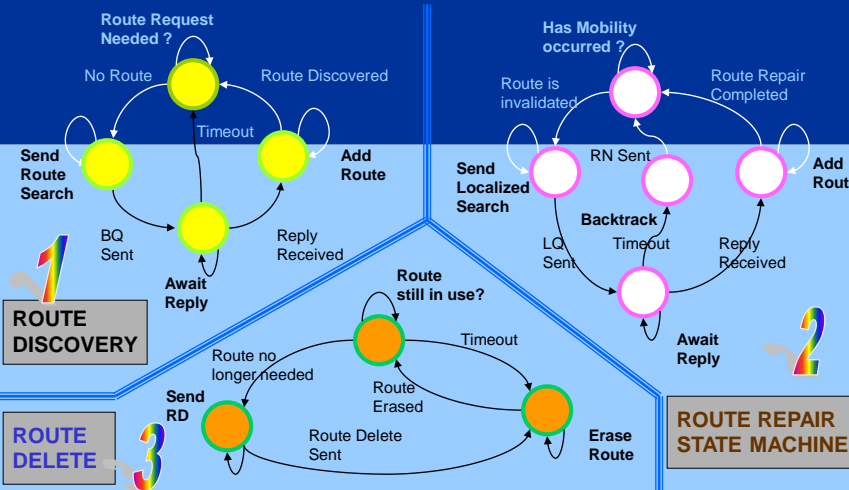 Route Request
Needed ?
No Route
Route Discovered
Timeout
Send
Route
Search
Add
Route
BQ
Sent
Reply
Received
Await
Reply
1
ROUTE
DISCOVERY
Has Mobility
occurred ?
Route is
invalidated
Route Repair
Completed
RN Sent
Send
Localized
Search
Add
Rout
Backtrack
LQ
Sent
Timeout
Reply
Received
Await
Reply
2
ROUTE REPAIR
STATE MACHINE
Route
still in use?
Timeout
Route no
longer needed
Route
Erased
Send
RD
Route Delete
Sent
Erase
Route
ROUTE
DELETE
3